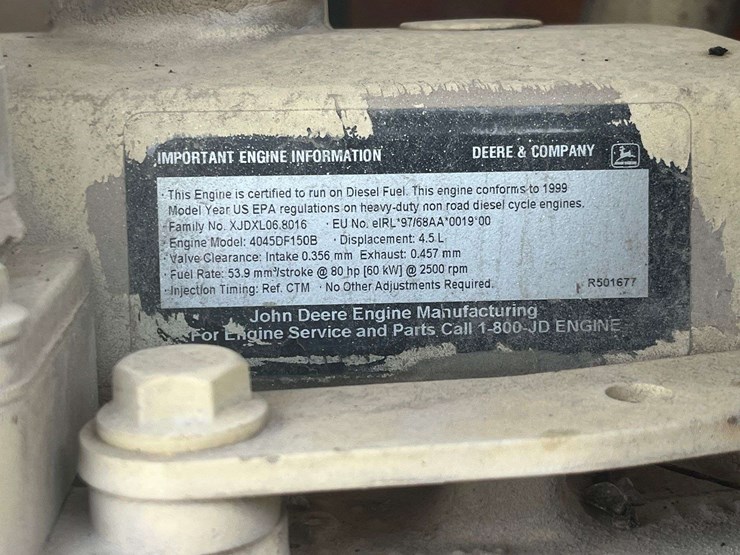 IMPORTANT ENGINE INFORMATION DEERE & COMPANY
· This Engine is certified to run on Diesel Fuel. This engine conforms to 1999
Model Year US EPA regulations on heavy-duty non road diesel cycle engines.
· Family No. XJDXL06.8016 · EU No. eIRL*97/68AA*0019*00
· Engine Model: 4045DF150B · Displacement: 4.5 L
· Valve Clearance: Intake 0.356 mm Exhaust: 0.457 mm
· Fuel Rate: 53.9 mm³/stroke @ 80 hp [60 kW] @ 2500 rpm
· Injection Timing: Ref. CTM · No Other Adjustments Required. R501677
John Deere Engine Manufacturing
For Engine Service and Parts Call 1-800-JD ENGINE